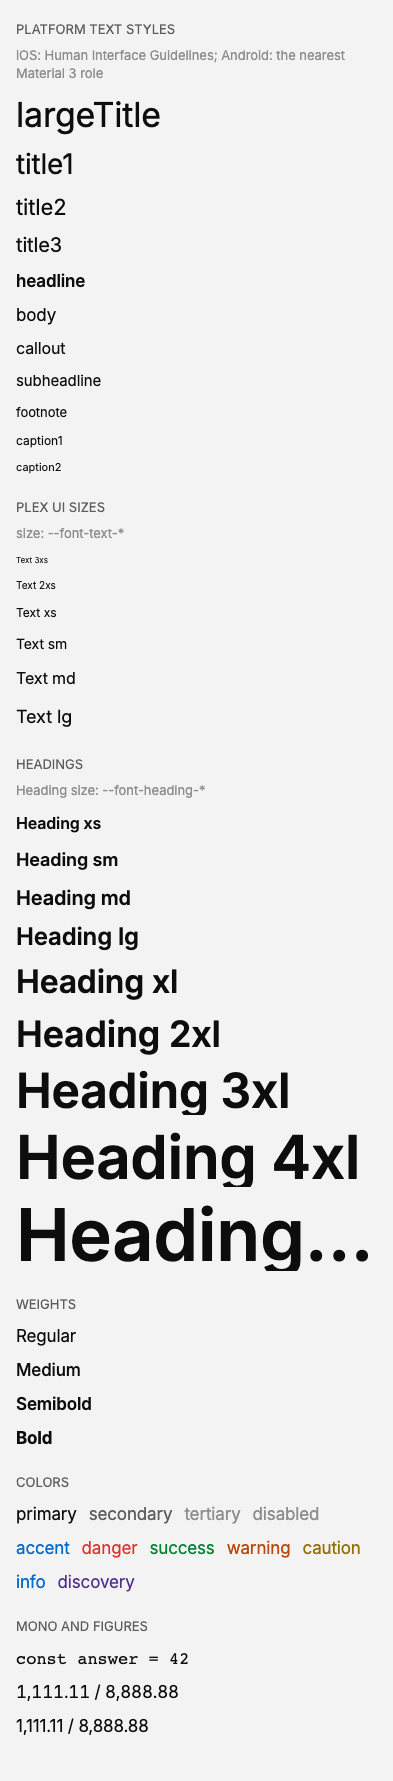 PLATFORM TEXT STYLES
iOS: Human Interface Guidelines; Android: the nearest
Material 3 role
largeTitle
title1
title2
title3
headline
body
callout
subheadline
footnote
caption1
caption2
PLEX UI SIZES
size: --font-text-*
Text 3xs
Text 2xs
Text xs
Text sm
Text md
Text lg
HEADINGS
Heading size: --font-heading-*
Heading xs
Heading sm
Heading md
Heading lg
Heading xl
Heading 2xl
Heading 3xl
Heading 4xl
Heading...
WEIGHTS
Regular
Medium
Semibold
Bold
COLORS
primary secondary tertiary disabled
accent danger success warning caution
info discovery
MONO AND FIGURES
const answer = 42
1,111.11 / 8,888.88
1,111.11 / 8,888.88